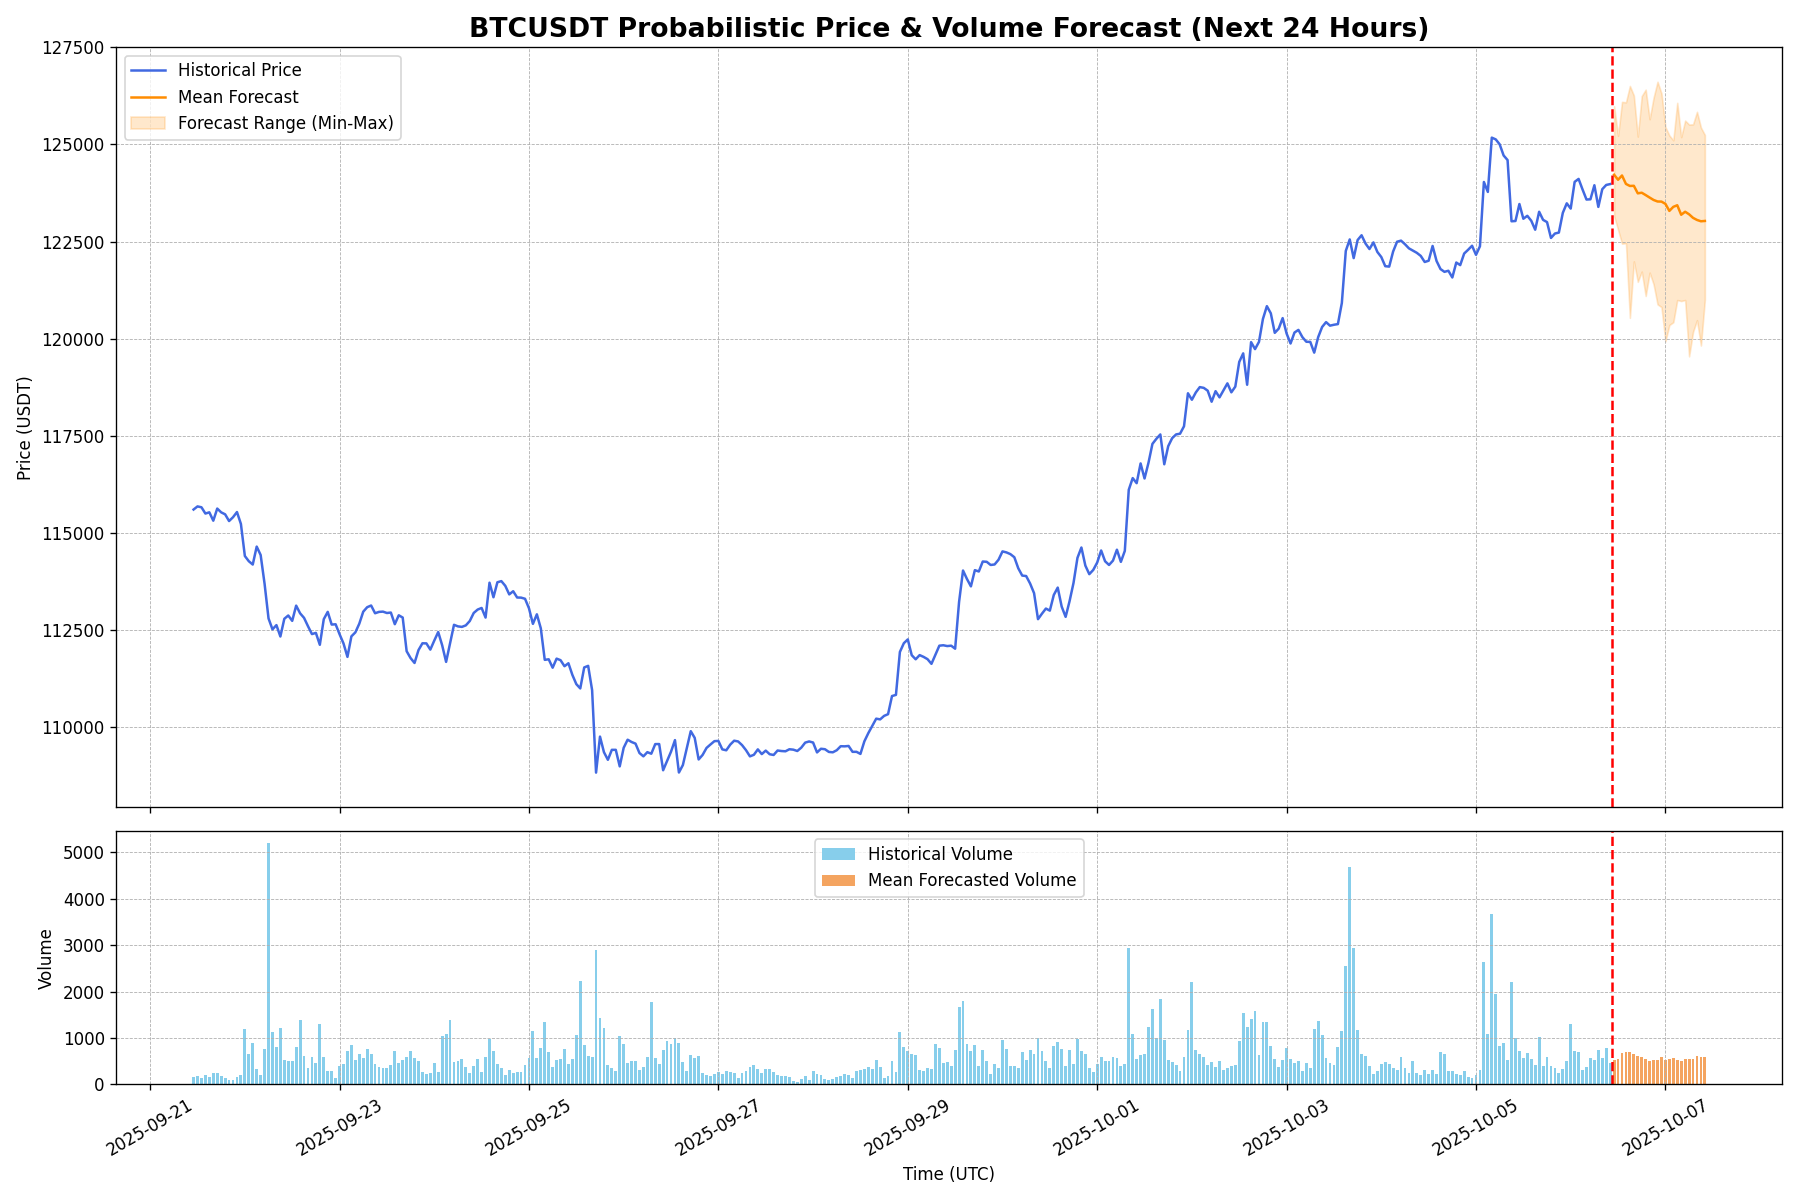 BTCUSDT Probabilistic Price & Volume Forecast (Next 24 Hours)
127500
125000
122500
120000
117500
115000
112500
110000
Price (USDT)
Historical Price
Mean Forecast
Forecast Range (Min-Max)
5000
4000
3000
2000
1000
0
Volume
Historical Volume
Mean Forecasted Volume
2025-09-21
2025-09-23
2025-09-25
2025-09-27
2025-09-29
2025-10-01
2025-10-03
2025-10-05
2025-10-07
Time (UTC)